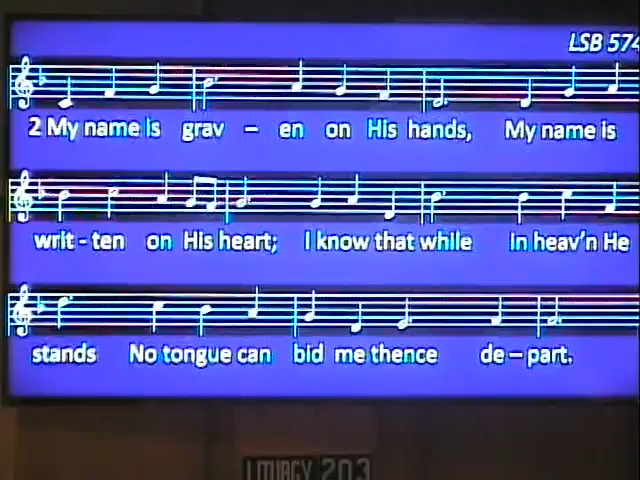 LSB 574
2 My name is grav – en on His hands, My name is
writ - ten on His heart; I know that while in heav'n He
stands No tongue can bid me thence de – part.
LITURGY 203